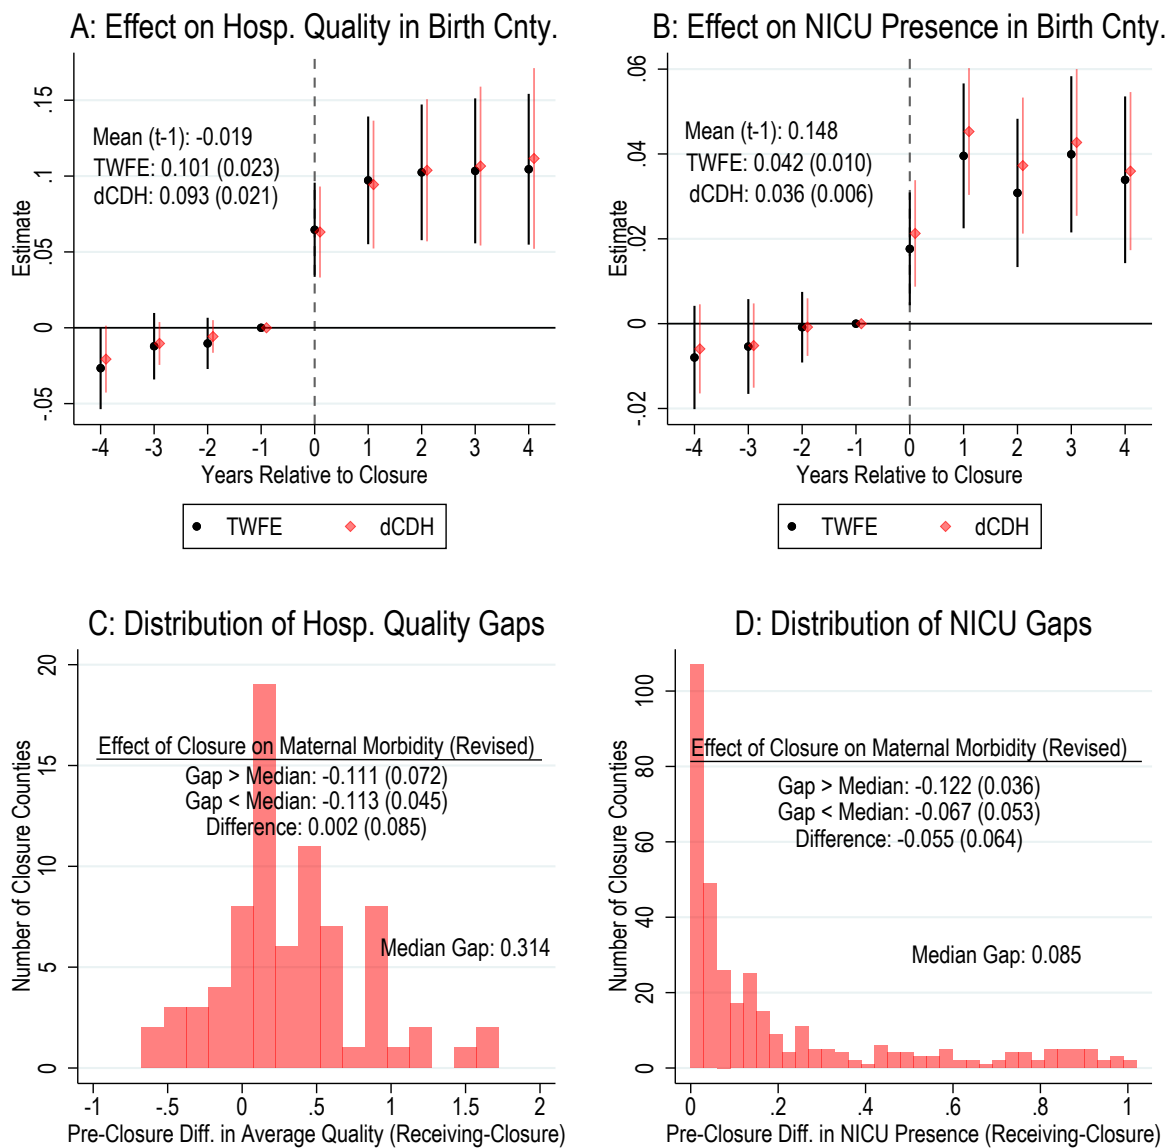 A: Effect on Hosp. Quality in Birth Cnty.
Estimate
.15
.1
.05
0
-.05
Mean (t-1): -0.019
TWFE: 0.101 (0.023)
dCDH: 0.093 (0.021)
-4 -3 -2 -1 0 1 2 3 4
Years Relative to Closure
TWFE dCDH
B: Effect on NICU Presence in Birth Cnty.
Estimate
.06
.04
.02
0
-.02
Mean (t-1): 0.148
TWFE: 0.042 (0.010)
dCDH: 0.036 (0.006)
-4 -3 -2 -1 0 1 2 3 4
Years Relative to Closure
TWFE dCDH
C: Distribution of Hosp. Quality Gaps
Number of Closure Counties
20
15
10
5
0
Effect of Closure on Maternal Morbidity (Revised)
Gap > Median: -0.111 (0.072)
Gap < Median: -0.113 (0.045)
Difference: 0.002 (0.085)
Median Gap: 0.314
-1 -.5 0 .5 1 1.5 2
Pre-Closure Diff. in Average Quality (Receiving-Closure)
D: Distribution of NICU Gaps
Number of Closure Counties
100
80
60
40
20
0
Effect of Closure on Maternal Morbidity (Revised)
Gap > Median: -0.122 (0.036)
Gap < Median: -0.067 (0.053)
Difference: -0.055 (0.064)
Median Gap: 0.085
0 .2 .4 .6 .8 1
Pre-Closure Diff. in NICU Presence (Receiving-Closure)